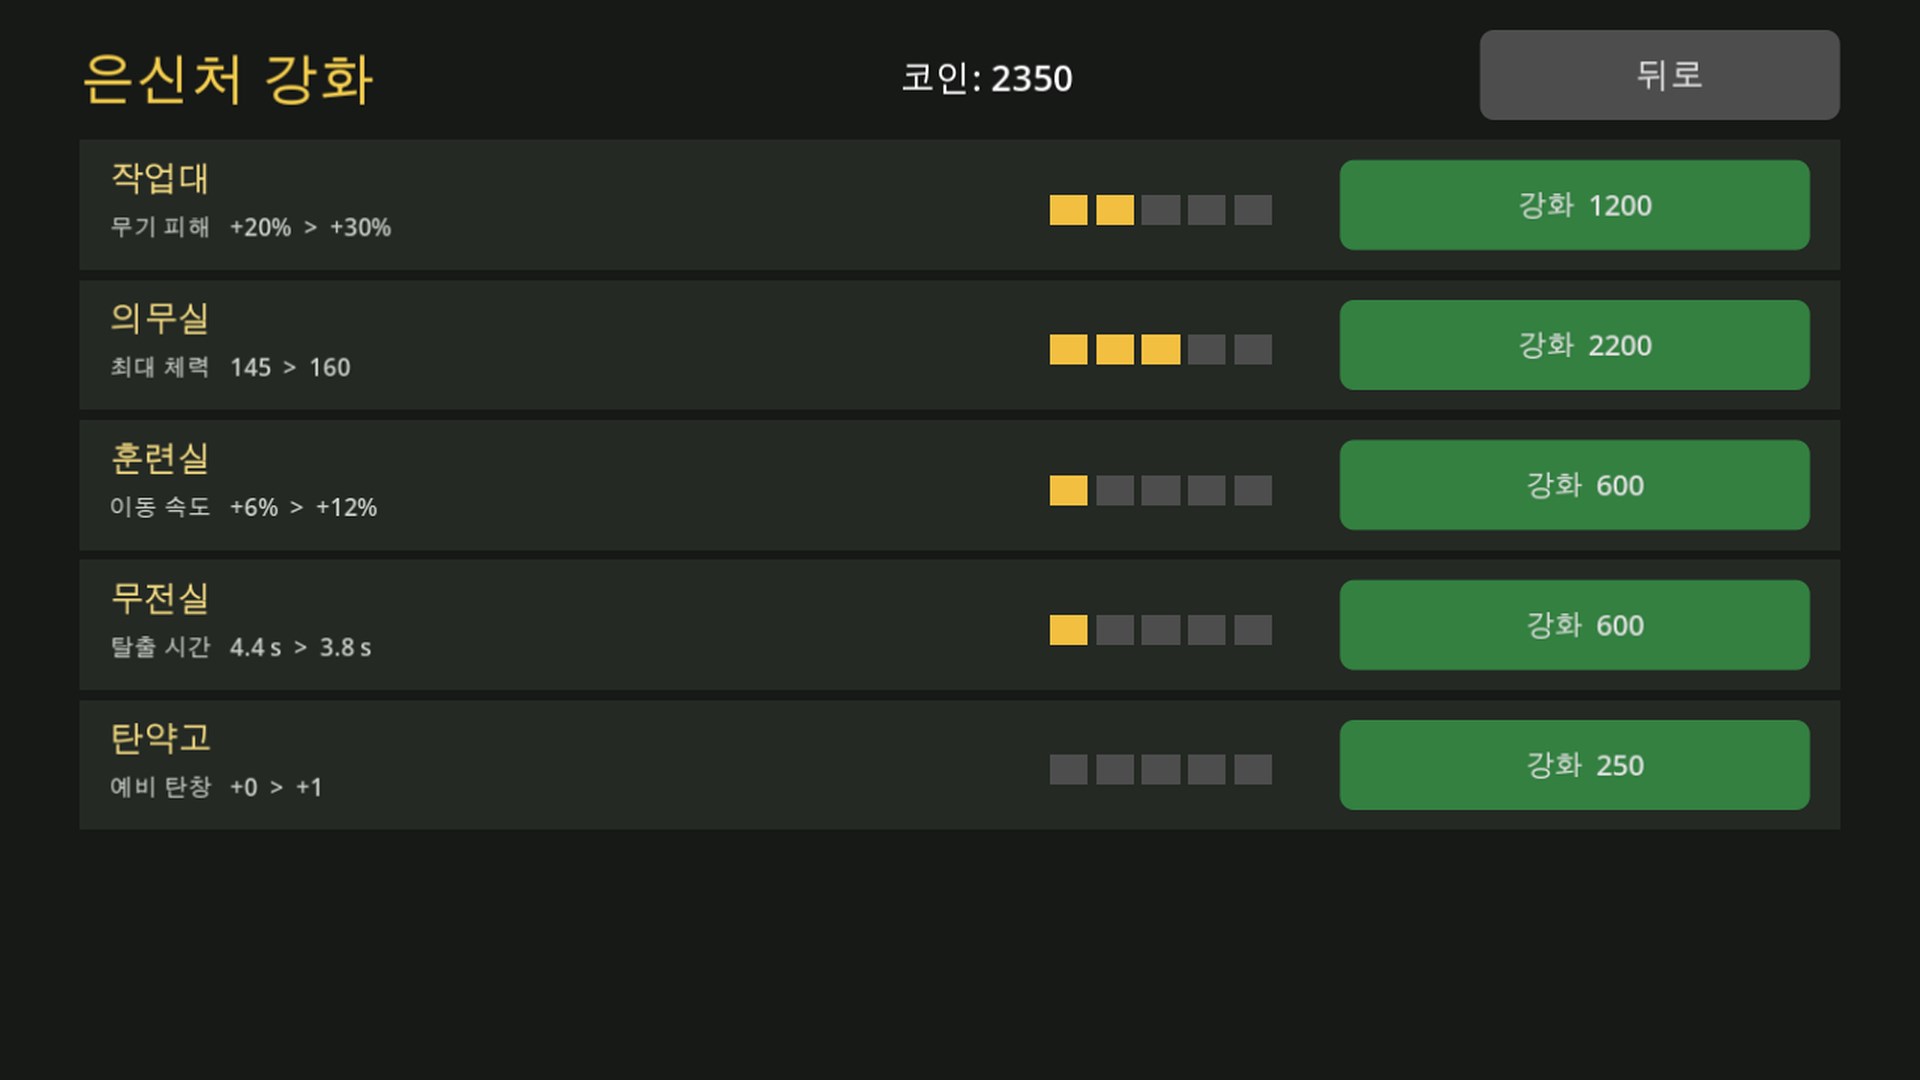 은신처 강화
코인: 2350
뒤로
작업대
무기 피해 +20% > +30%
강화 1200
의무실
최대 체력 145 > 160
강화 2200
훈련실
이동 속도 +6% > +12%
강화 600
무전실
탈출 시간 4.4 s > 3.8 s
강화 600
탄약고
예비 탄창 +0 > +1
강화 250